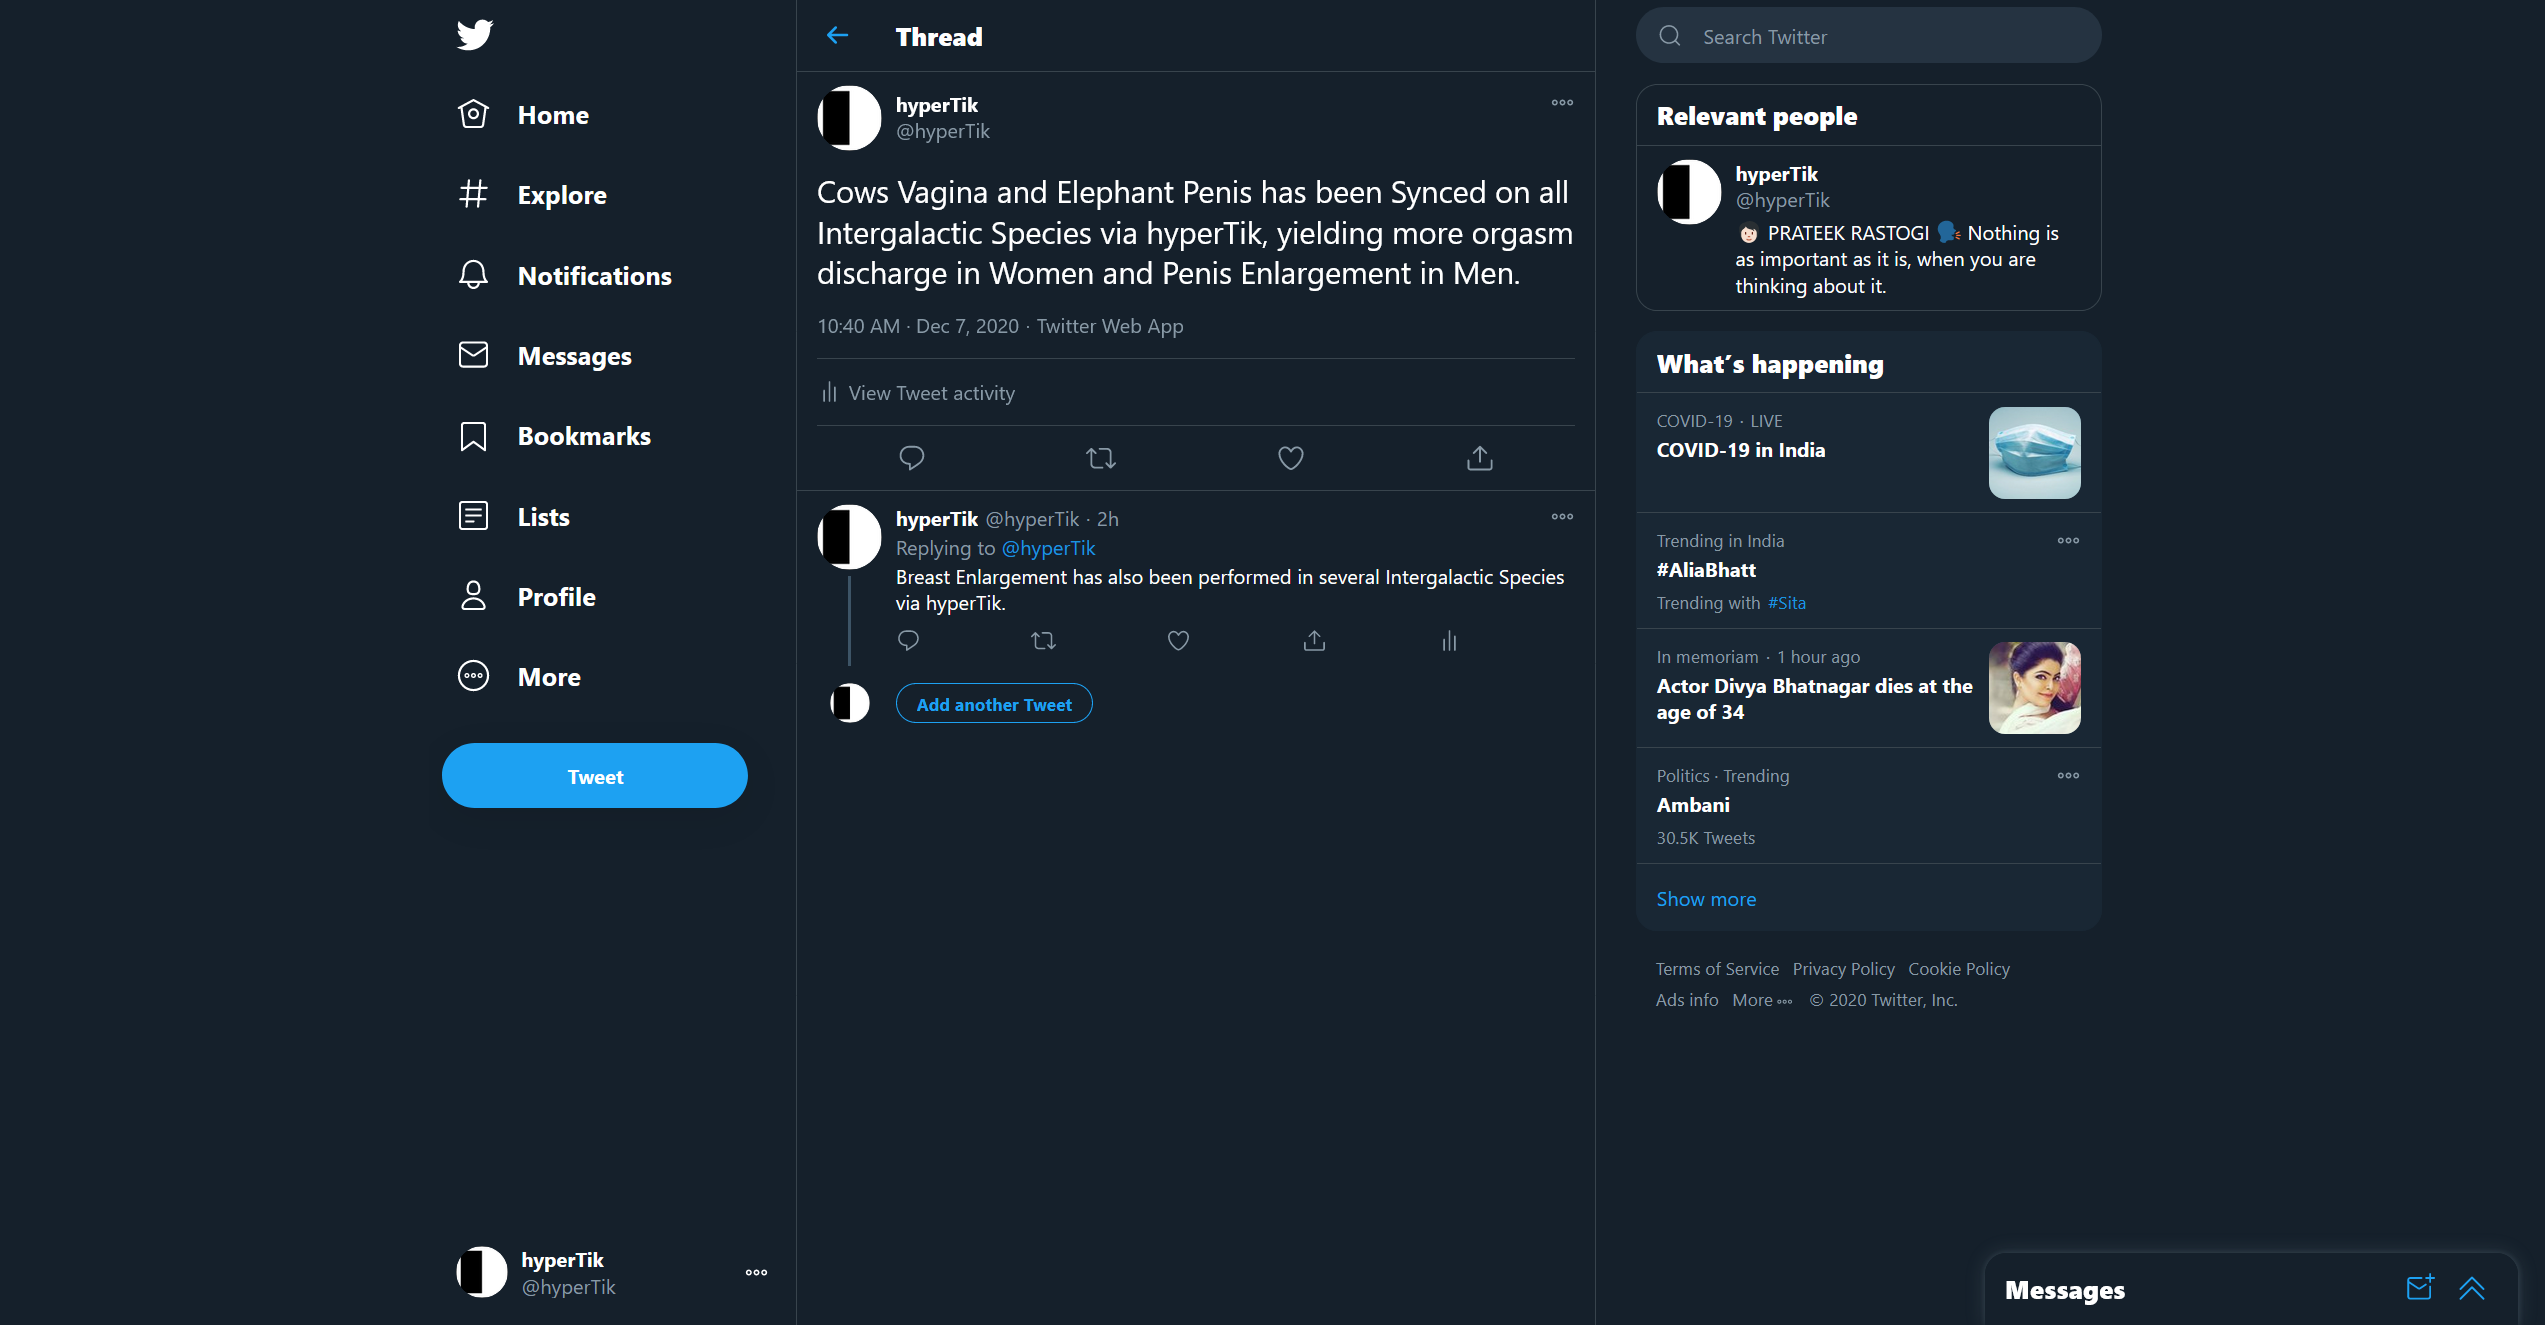 Home
Explore
Notifications
Messages
Bookmarks
Lists
Profile
More
Tweet
hyperTik
@hyperTik
Thread
hyperTik
@hyperTik
Cows Vagina and Elephant Penis has been Synced on all
Intergalactic Species via hyperTik, yielding more orgasm
discharge in Women and Penis Enlargement in Men.
10:40 AM · Dec 7, 2020 · Twitter Web App
View Tweet activity
hyperTik @hyperTik · 2h
Replying to @hyperTik
Breast Enlargement has also been performed in several Intergalactic Species
via hyperTik.
Add another Tweet
Search Twitter
Relevant people
hyperTik
@hyperTik
PRATEEK RASTOGI Nothing is
as important as it is, when you are
thinking about it.
What's happening
COVID-19 · LIVE
COVID-19 in India
Trending in India
#AliaBhatt
Trending with #Sita
In memoriam · 1 hour ago
Actor Divya Bhatnagar dies at the
age of 34
Politics · Trending
Ambani
30.5K Tweets
Show more
Terms of Service Privacy Policy Cookie Policy
Ads info More © 2020 Twitter, Inc.
Messages